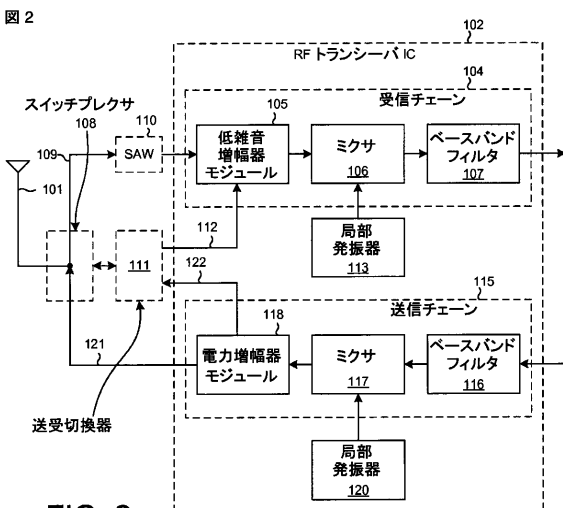 図2
102
RF トランシーバ IC
104
受信チェーン
スイッチプレクサ
108
110
105
109
SAW
低雑音
増幅器
モジュール
ミクサ
106
ベースバンド
フィルタ
107
101
112
局部
発振器
113
111
122
115
送信チェーン
118
121
電力増幅器
モジュール
ミクサ
117
ベースバンド
フィルタ
116
送受切換器
局部
発振器
120